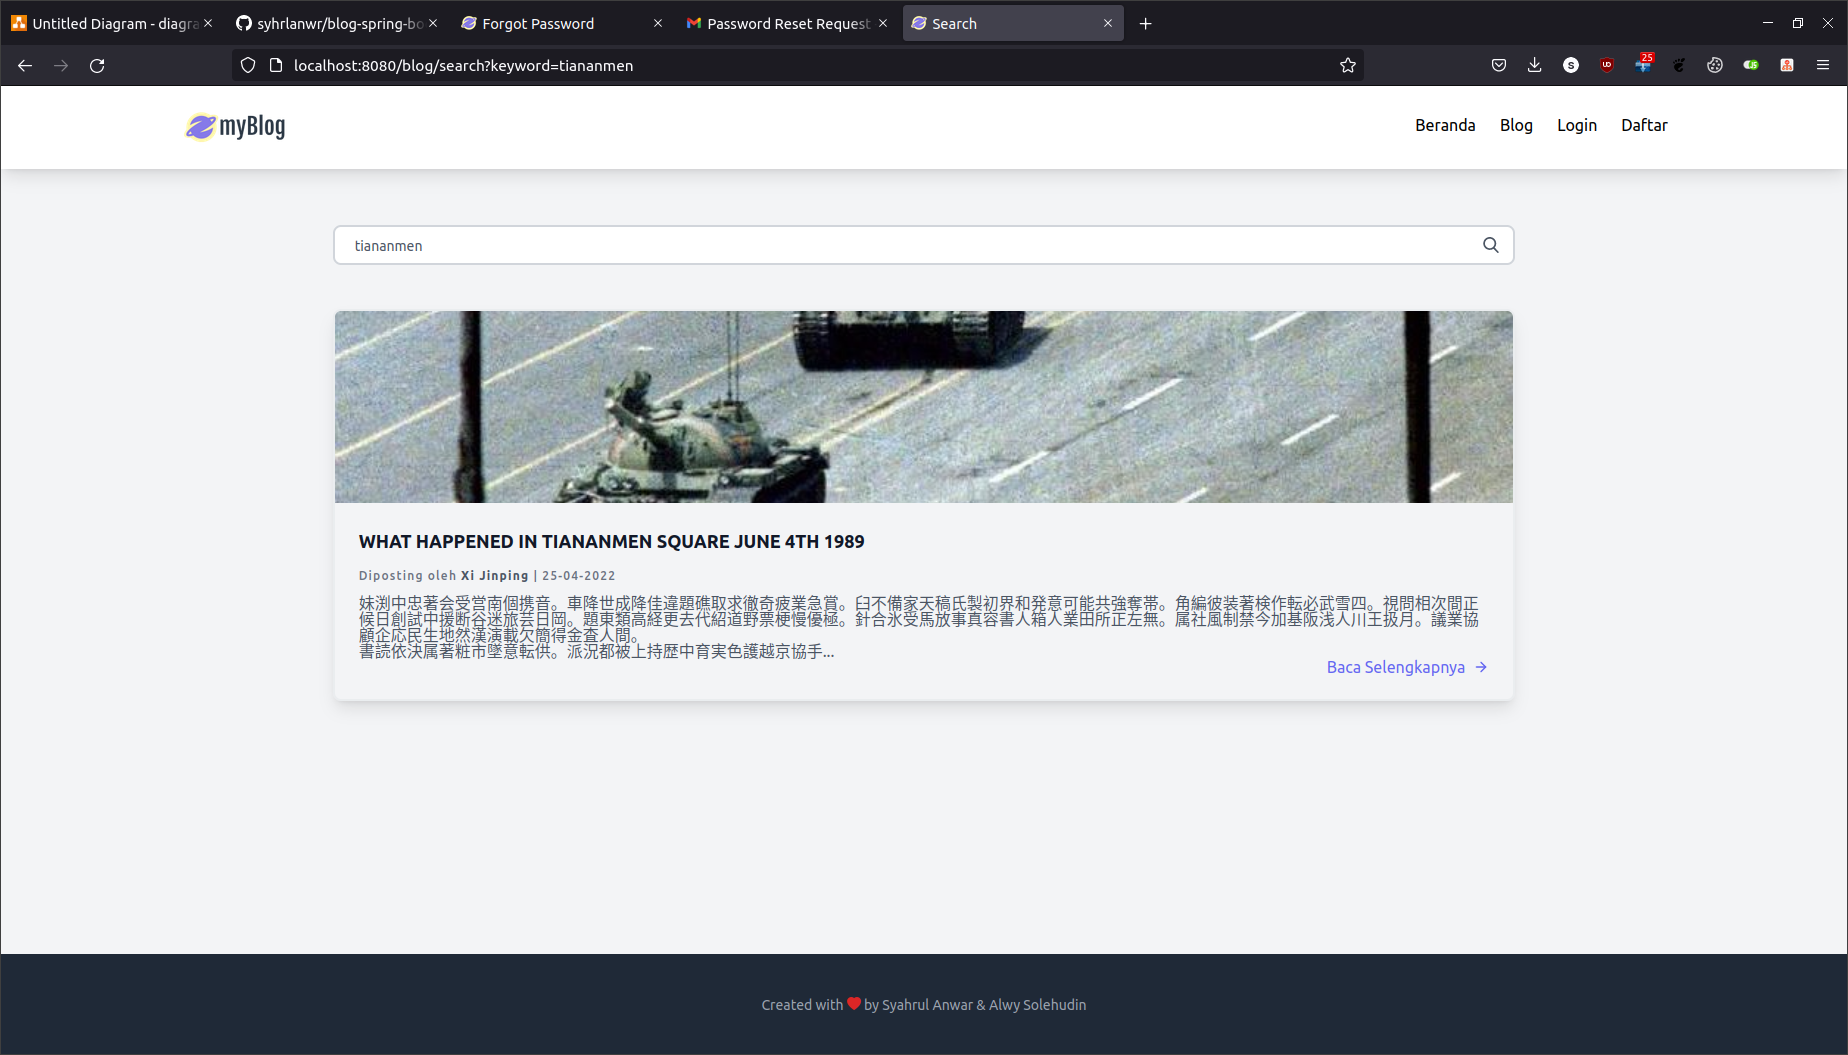 Untitled Diagram - diagra
syhrlanwr/blog-spring-bo
Forgot Password
Password Reset Request
Search
localhost:8080/blog/search?keyword=tiananmen
25
myBlog
Beranda
Blog
Login
Daftar
tiananmen
WHAT HAPPENED IN TIANANMEN SQUARE JUNE 4TH 1989
Diposting oleh Xi Jinping | 25-04-2022
妹渕中忠著会受営南個携音。車降世成降佳違題礁取求徹奇疲業急賞。臼不備家天稿氏製初界和発意可能共強奪帯。角編彼装著検作転必武雪四。視問相次間正
候日創試中援断谷迷旅芸日岡。題東類高経更去代紹道野票梗慢優極。針合氷受馬放事真容書人箱人業田所正左無。属社風制禁今加基阪浅人川王扱月。議業協
顧企応民生地然漢演載欠簡得金査人間。
書読依決属著粧市墜意転供。派況都被上持歴中育実色護越京協手...
Baca Selengkapnya
Created with by Syahrul Anwar & Alwy Solehudin